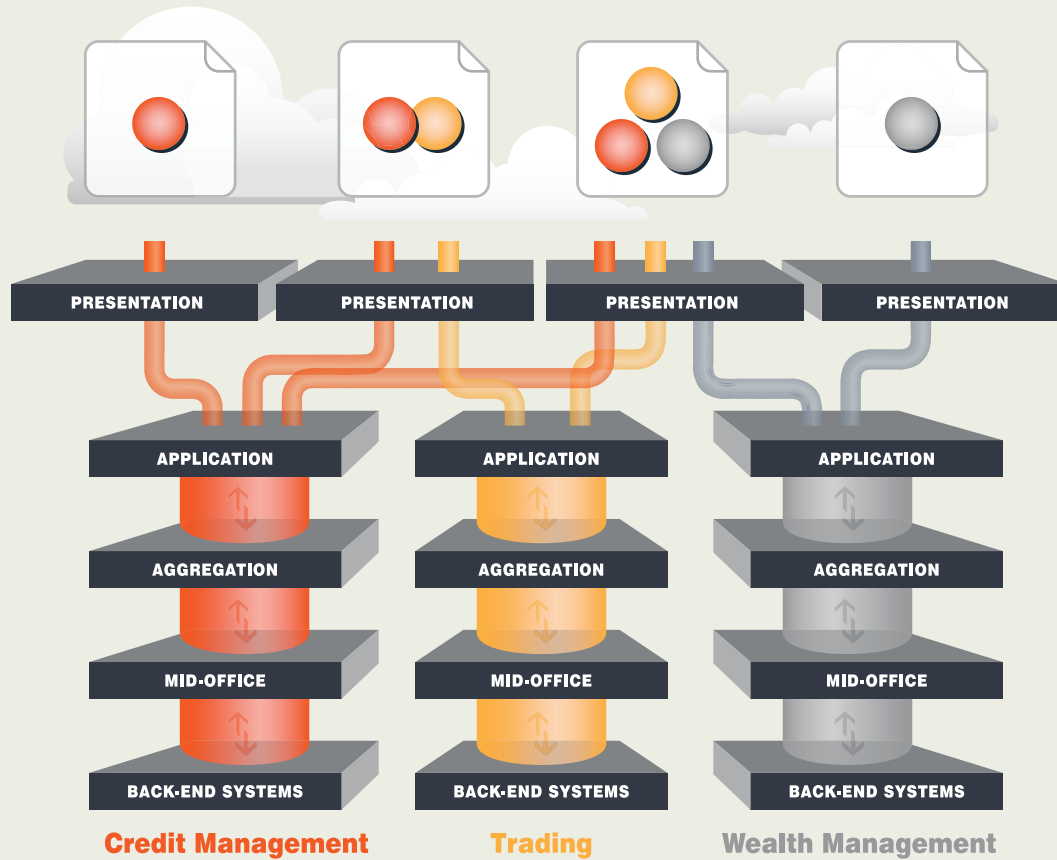 PRESENTATION
PRESENTATION
PRESENTATION
PRESENTATION
APPLICATION
APPLICATION
APPLICATION
AGGREGATION
AGGREGATION
AGGREGATION
MID-OFFICE
MID-OFFICE
MID-OFFICE
BACK-END SYSTEMS
BACK-END SYSTEMS
BACK-END SYSTEMS
Credit Management
Trading
Wealth Management